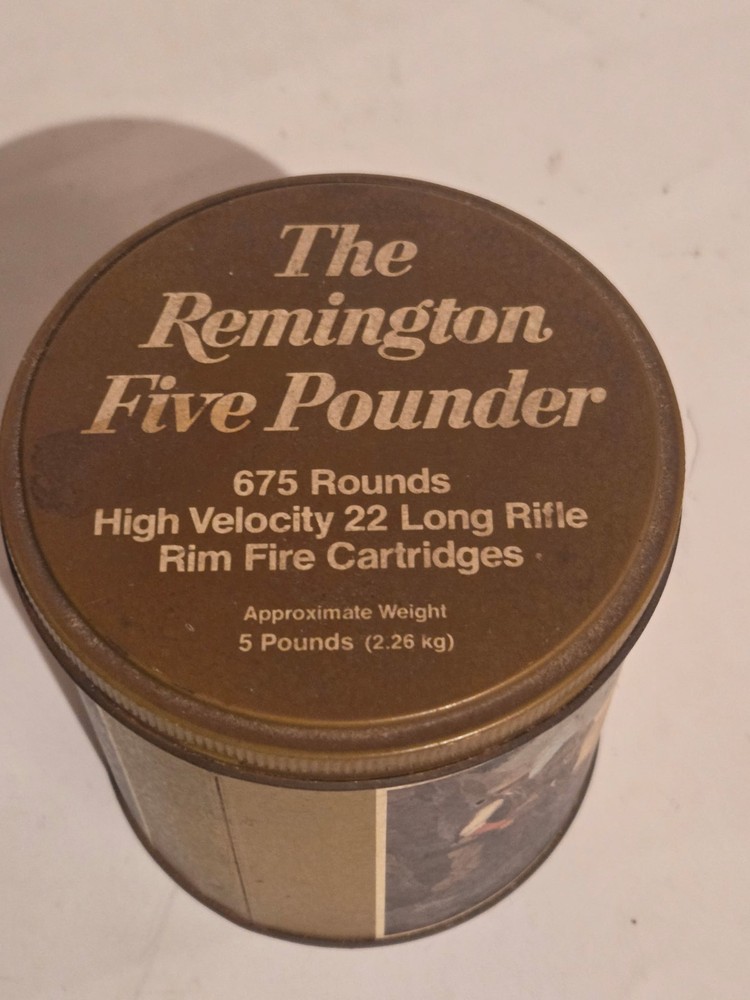 The
Remington
Five Pounder
675 Rounds
High Velocity 22 Long Rifle
Rim Fire Cartridges
Approximate Weight
5 Pounds (2.26 kg)